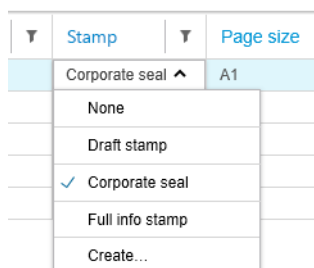 Stamp Page size
Corporate seal A1
None
Draft stamp
Corporate seal
Full info stamp
Create...